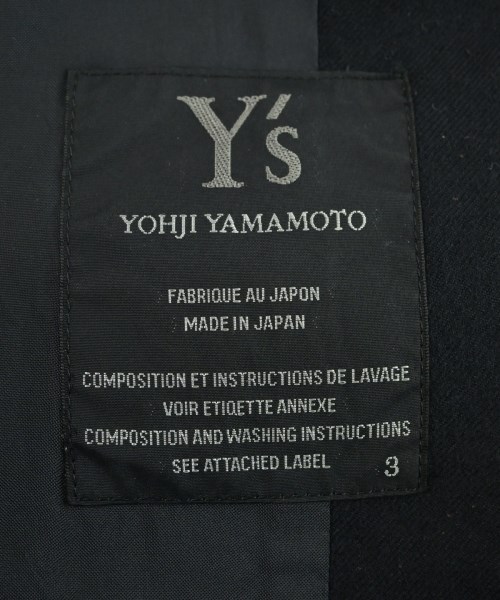 Y's
YOHJI YAMAMOTO
FABRIQUE AU JAPON
MADE IN JAPAN
COMPOSITION ET INSTRUCTIONS DE LAVAGE
VOIR ETIQETTE ANNEXE
COMPOSITION AND WASHING INSTRUCTIONS
SEE ATTACHED LABEL 3